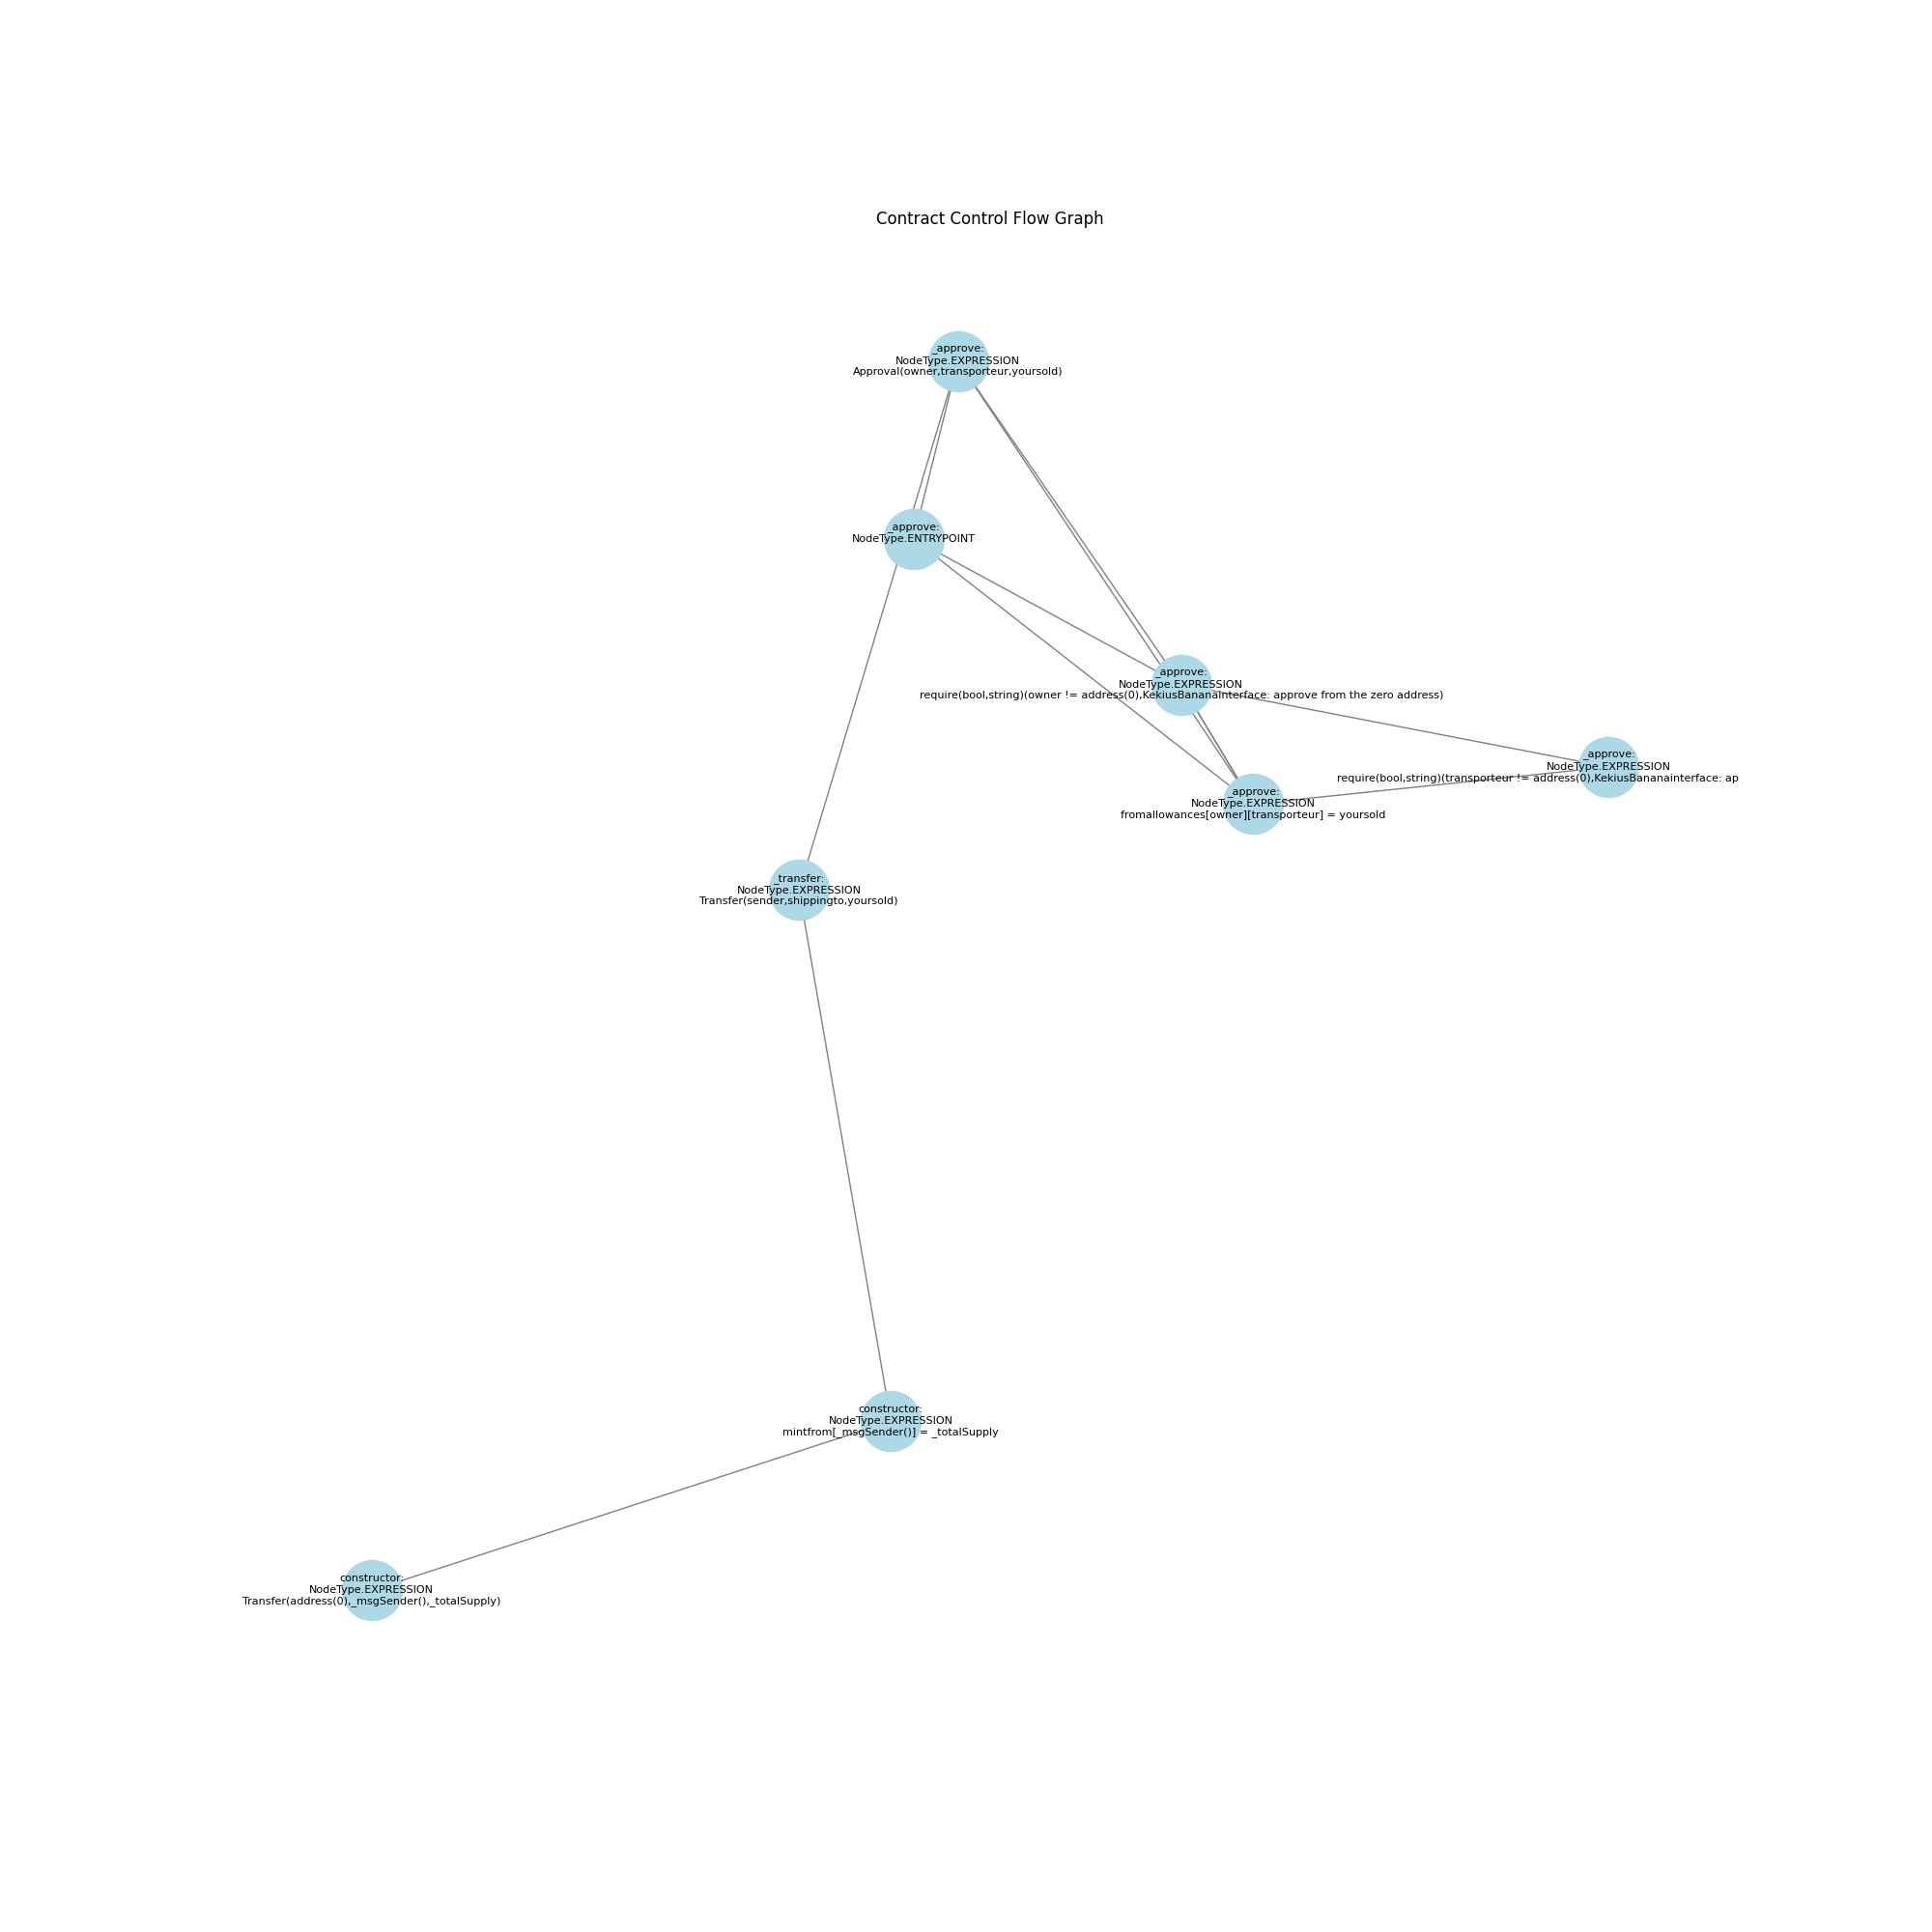 Contract Control Flow Graph
_approve:
NodeType.EXPRESSION
Approval(owner,transporteur,yoursold)
_approve:
NodeType.ENTRYPOINT
_approve:
NodeType.EXPRESSION
require(bool,string)(owner != address(0),KekiusBananainterface: approve from the zero address)
_approve:
NodeType.EXPRESSION
require(bool,string)(transporteur != address(0),KekiusBananainterface: ap
_approve:
NodeType.EXPRESSION
fromallowances[owner][transporteur] = yoursold
_transfer:
NodeType.EXPRESSION
Transfer(sender,shippingto,yoursold)
constructor:
NodeType.EXPRESSION
mintfrom[_msgSender()] = _totalSupply
constructor:
NodeType.EXPRESSION
Transfer(address(0),_msgSender(),_totalSupply)